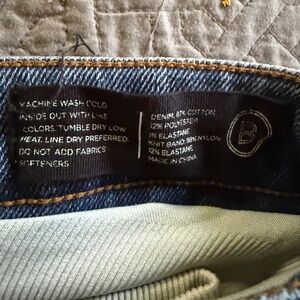 MACHINE WASH COLD
INSIDE OUT WITH LIKE
COLORS. TUMBLE DRY LOW
HEAT. LINE DRY PREFERRED.
DO NOT ADD FABRICS
SOFTENERS.
DENIM: 87% COTTON
12% POLYESTER
1% ELASTANE
KNIT BAND: 88% NYLON
12% ELASTANE
MADE IN CHINA